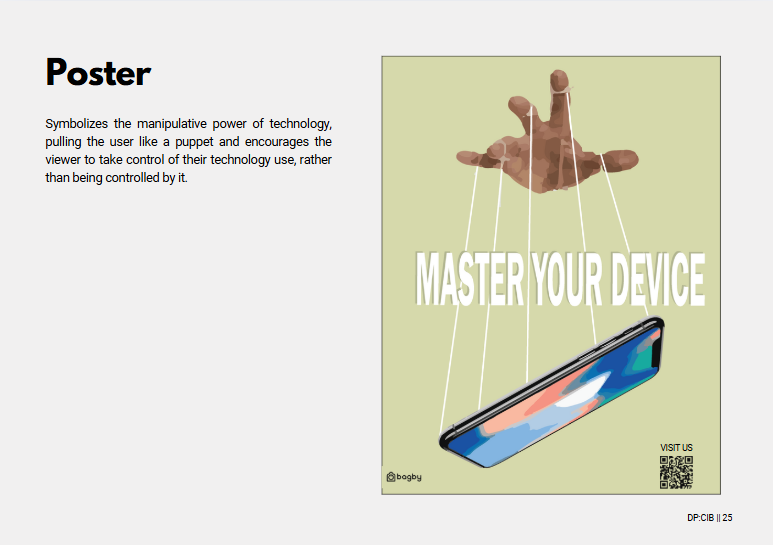 Poster
Symbolizes the manipulative power of technology,
pulling the user like a puppet and encourages the
viewer to take control of their technology use, rather
than being controlled by it.
MASTER YOUR DEVICE
VISIT US
bagby
DP:CIB || 25